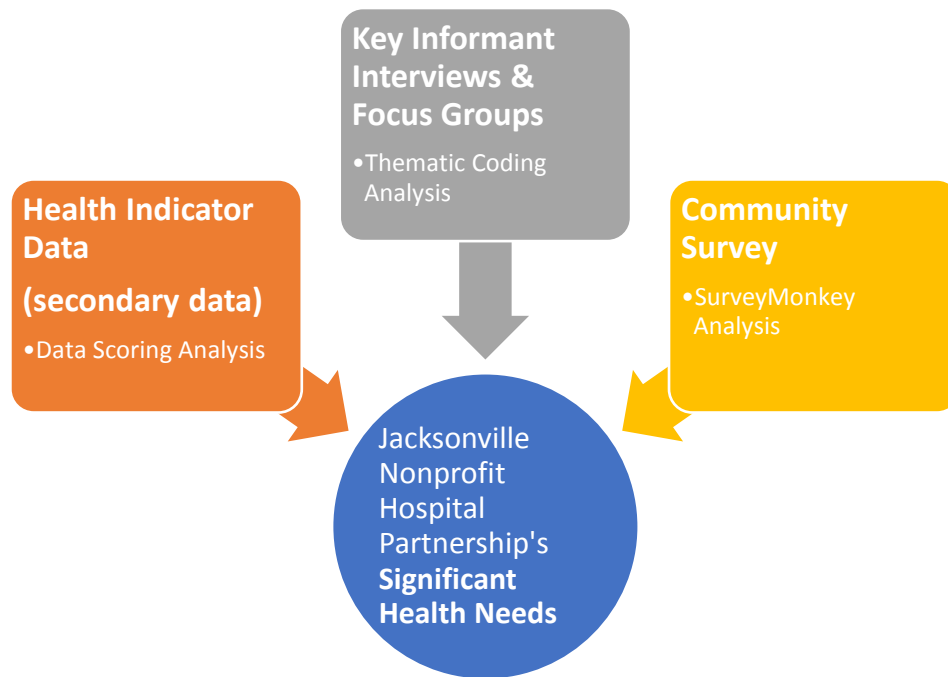 Key Informant
Interviews &
Focus Groups
•Thematic Coding
Analysis
Health Indicator
Data
(secondary data)
•Data Scoring Analysis
Community
Survey
•SurveyMonkey
Analysis
Jacksonville
Nonprofit
Hospital
Partnership's
Significant
Health Needs